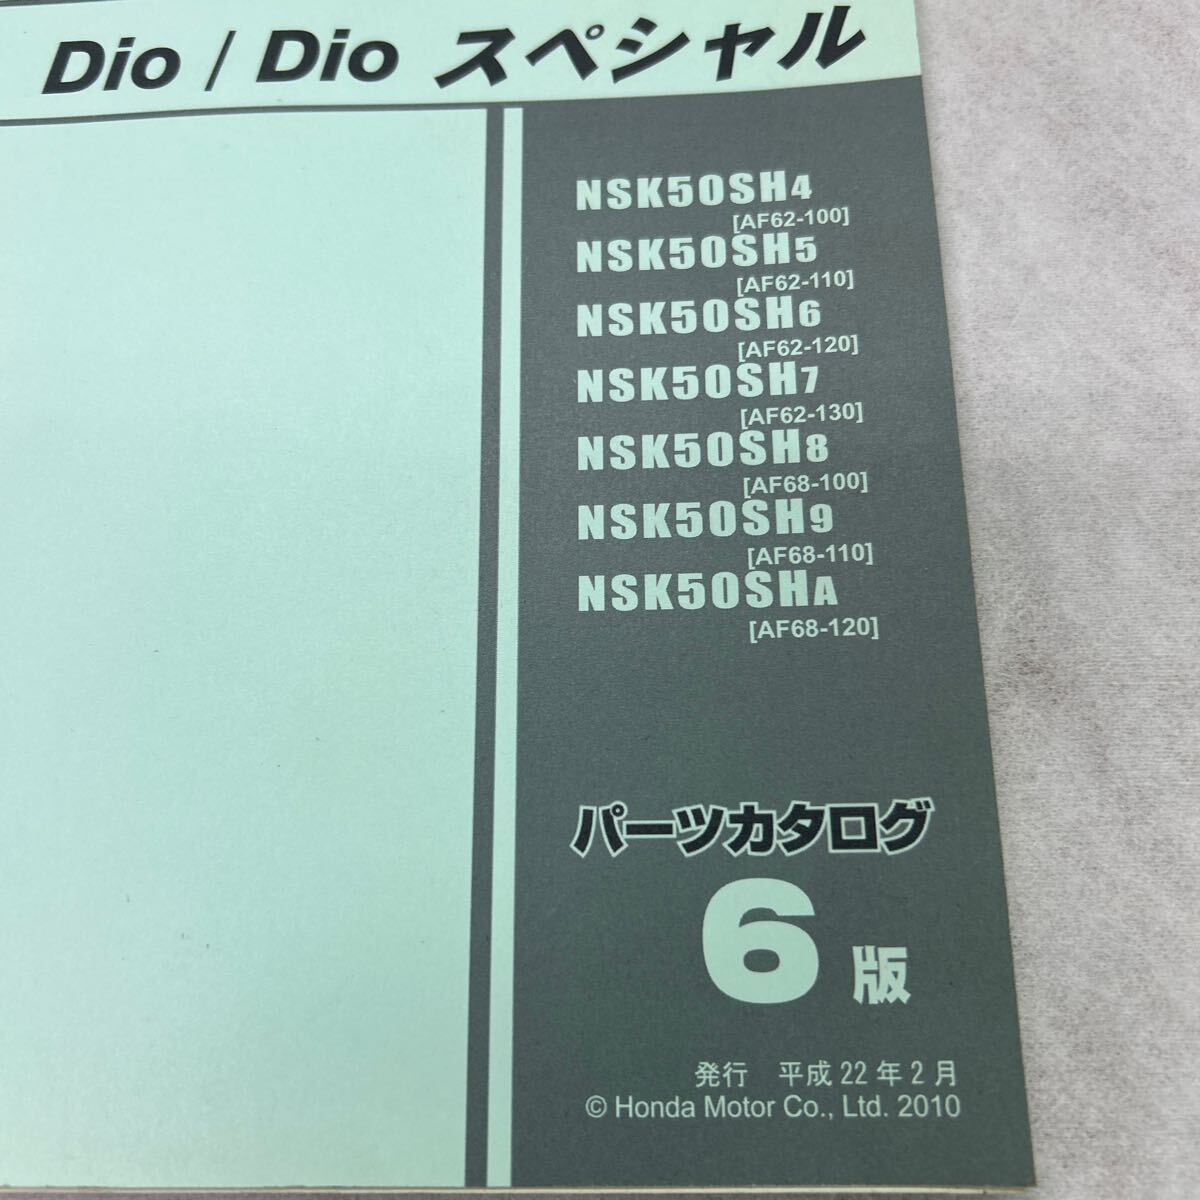 Dio / Dio スペシャル
NSK50SH4
[AF62-100]
NSK50SH5
[AF62-110]
NSK50SH6
[AF62-120]
NSK50SH7
[AF62-130]
NSK50SH8
[AF68-100]
NSK50SH9
[AF68-110]
NSK50SHA
[AF68-120]
パーツカタログ
6 版
発行 平成 22 年 2 月
© Honda Motor Co., Ltd. 2010